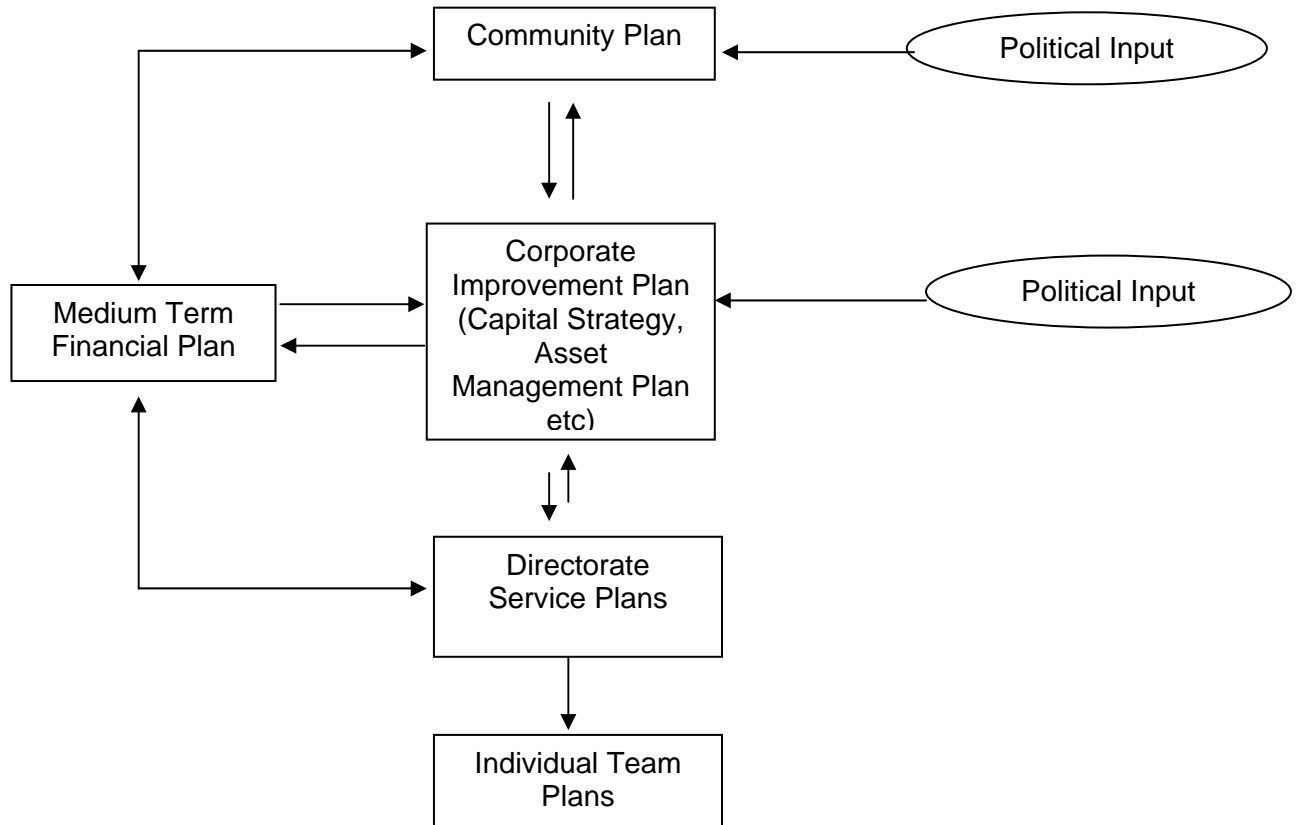 Community Plan
Political Input
Corporate
Improvement Plan
(Capital Strategy,
Asset
Management Plan
etc)
Political Input
Medium Term
Financial Plan
Directorate
Service Plans
Individual Team
Plans